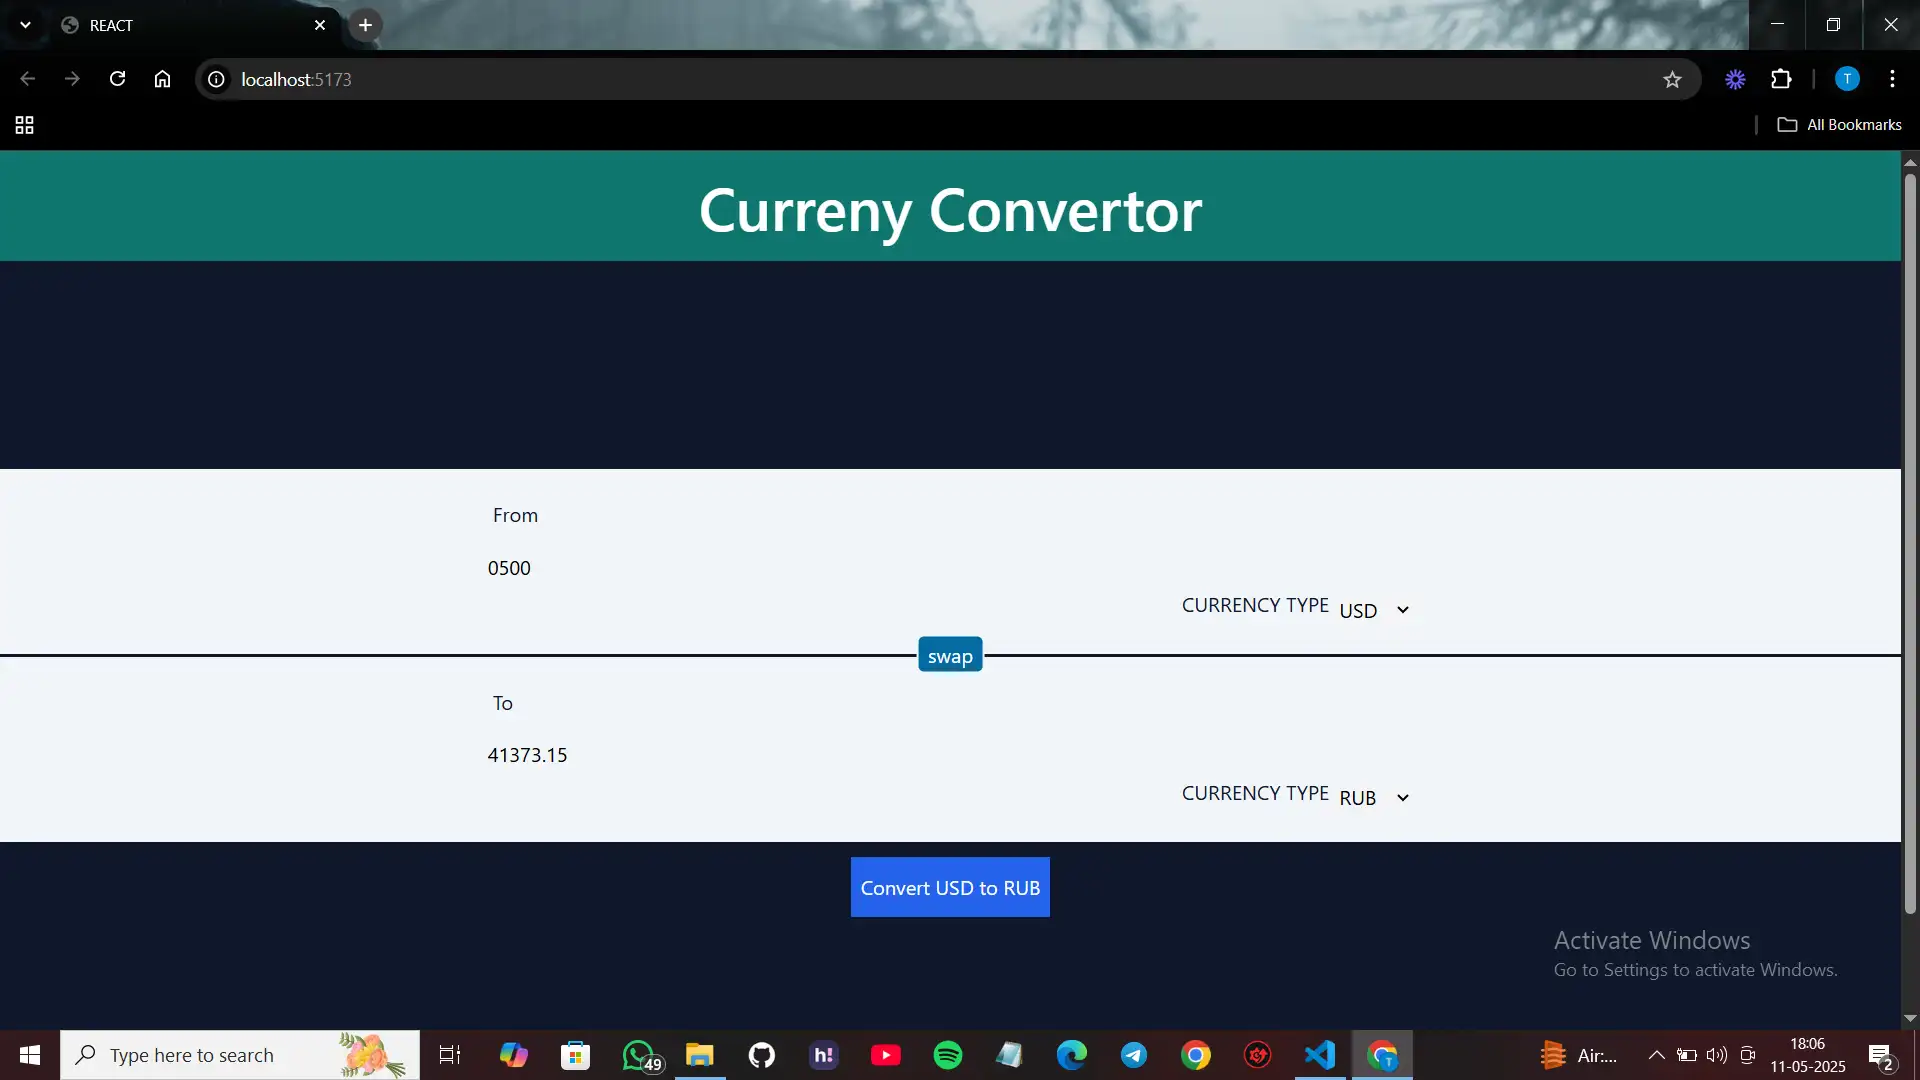 REACT
localhost:5173
T
All Bookmarks
Curreny Convertor
From
0500
CURRENCY TYPE USD
swap
To
41373.15
CURRENCY TYPE RUB
Convert USD to RUB
Activate Windows
Go to Settings to activate Windows.
Type here to search
49
h!
T
Air:...
18:06
11-05-2025
2